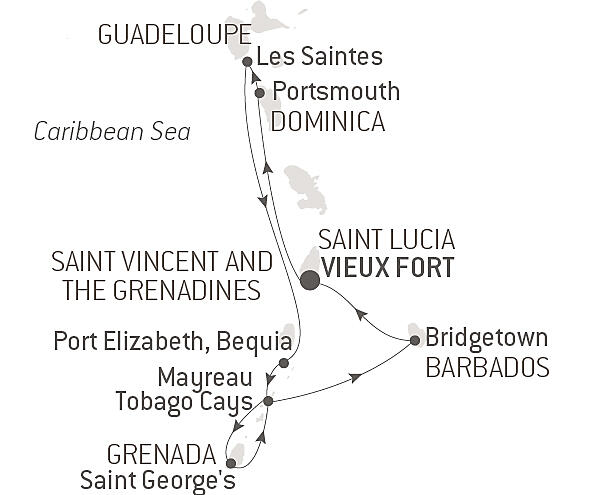 GUADELOUPE
Les Saintes
Portsmouth
DOMINICA
Caribbean Sea
SAINT LUCIA
VIEUX FORT
SAINT VINCENT AND
THE GRENADINES
Port Elizabeth, Bequia
Bridgetown
BARBADOS
Mayreau
Tobago Cays
GRENADA
Saint George's